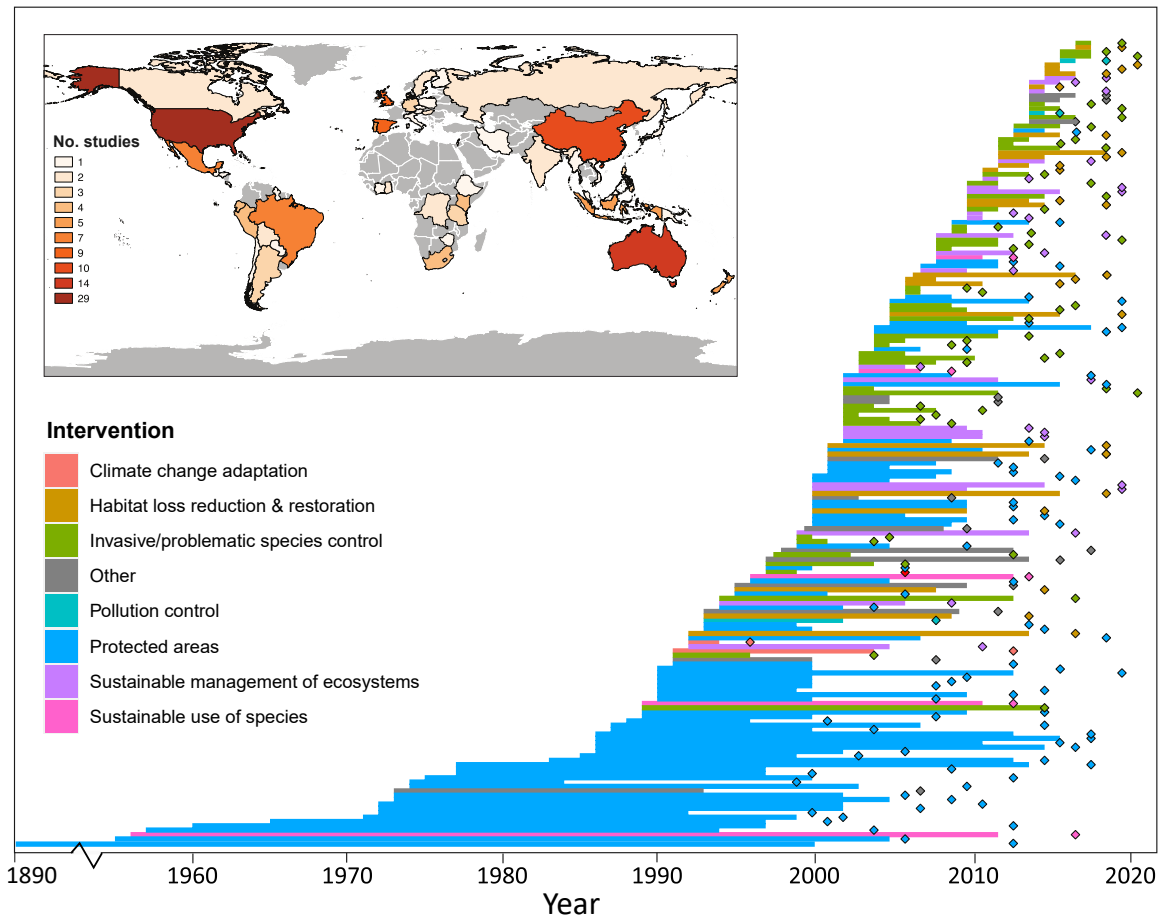 No. studies
1
2
3
4
5
7
9
10
14
29
Intervention
Climate change adaptation
Habitat loss reduction & restoration
Invasive/problematic species control
Other
Pollution control
Protected areas
Sustainable management of ecosystems
Sustainable use of species
1890 1960 1970 1980 1990 2000 2010 2020
Year